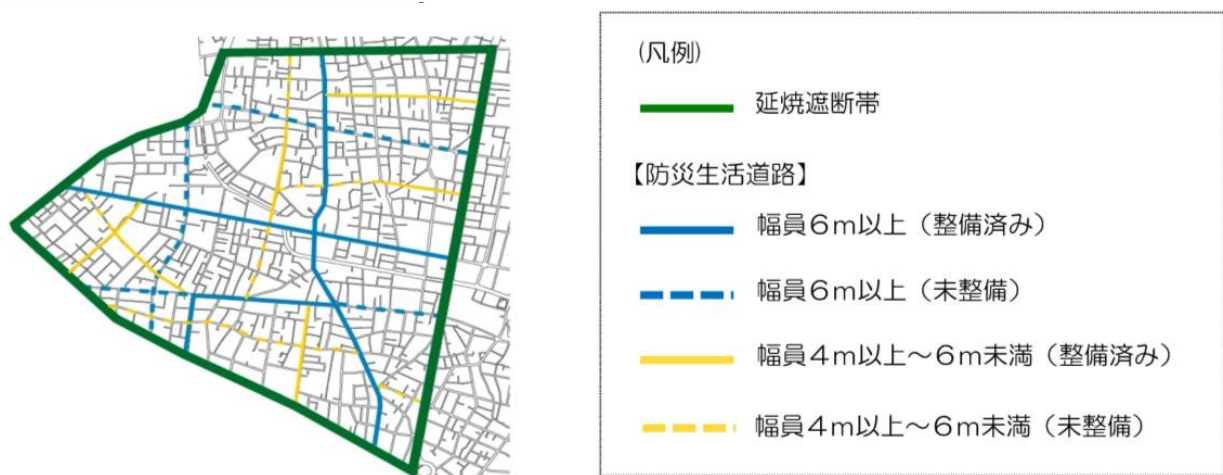 (凡例)
延焼遮断帯
【防災生活道路】
幅員6m以上（整備済み）
幅員6m以上（未整備）
幅員4m以上～6m未満（整備済み）
幅員4m以上～6m未満（未整備）